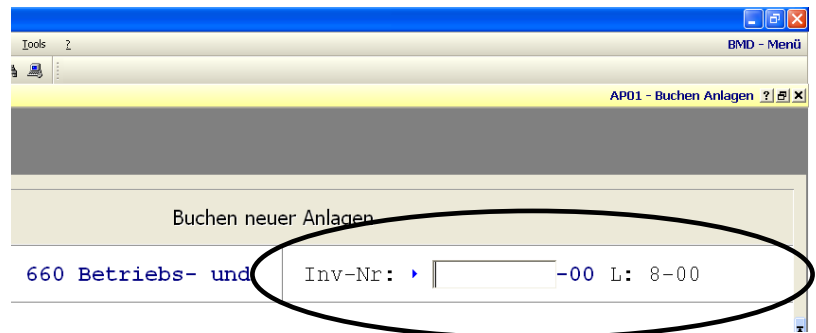 Tools ? BMD - Menü
AP01 - Buchen Anlagen ?
Buchen neuer Anlagen
660 Betriebs- und Inv-Nr: -00 L: 8-00